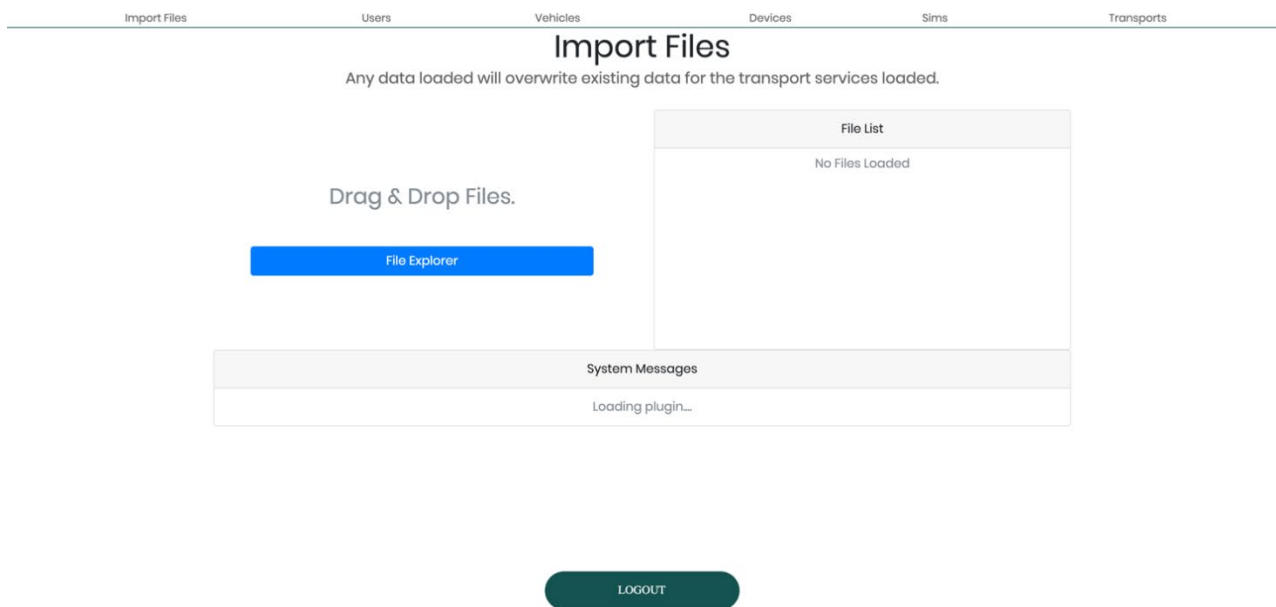 Import Files Users Vehicles Devices Sims Transports
Import Files
Any data loaded will overwrite existing data for the transport services loaded.
File List
No Files Loaded
Drag & Drop Files.
File Explorer
System Messages
Loading plugin....
LOGOUT